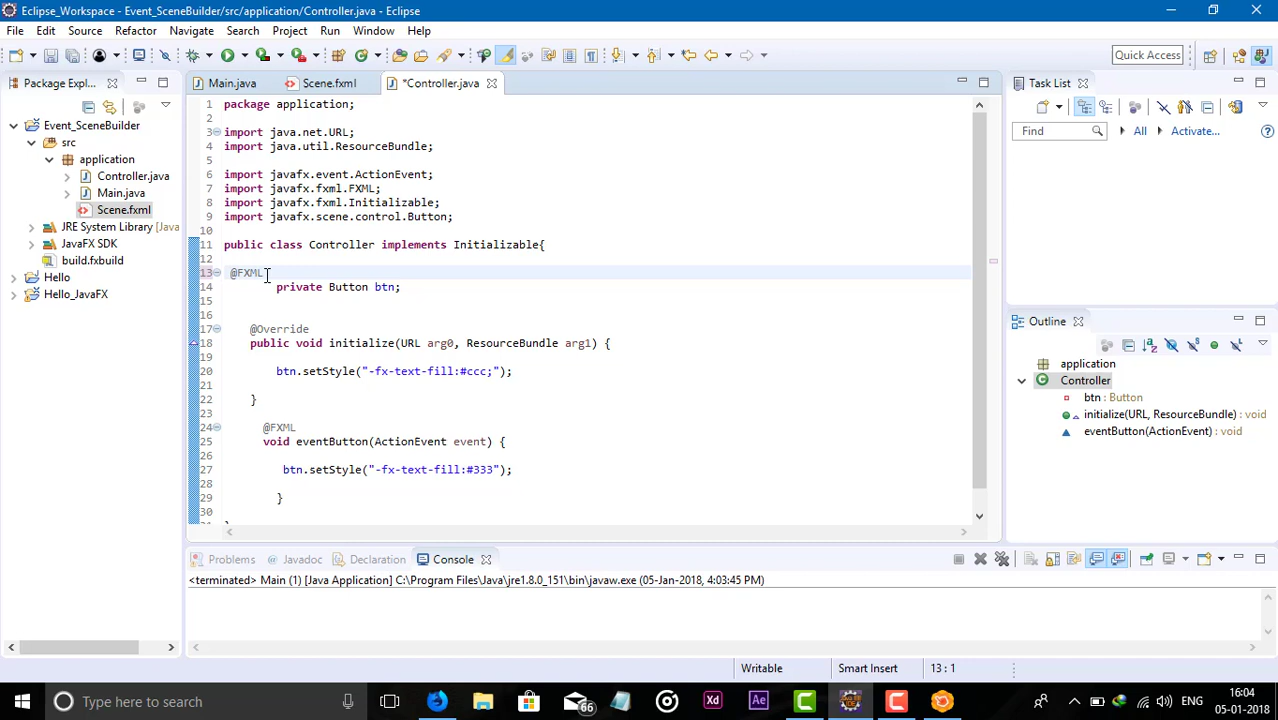 Eclipse_Workspace - Event_SceneBuilder/src/application/Controller.java - Eclipse
File Edit Source Refactor Navigate Search Project Run Window Help
Quick Access
Package Expl...
Event_SceneBuilder
src
application
Controller.java
Main.java
Scene.fxml
JRE System Library [Java
JavaFX SDK
build.fxbuild
Hello
Hello_JavaFX
Main.java Scene.fxml *Controller.java
1 package application;
2
3 import java.net.URL;
4 import java.util.ResourceBundle;
5
6 import javafx.event.ActionEvent;
7 import javafx.fxml.FXML;
8 import javafx.fxml.Initializable;
9 import javafx.scene.control.Button;
10
11 public class Controller implements Initializable{
12
13 @FXML
14 private Button btn;
15
16
17 @Override
18 public void initialize(URL arg0, ResourceBundle arg1) {
19
20 btn.setStyle("-fx-text-fill:#ccc;");
21
22 }
23
24 @FXML
25 void eventButton(ActionEvent event) {
26
27 btn.setStyle("-fx-text-fill:#333");
28
29 }
30
Task List
Find All Activate...
Outline
application
Controller
btn : Button
initialize(URL, ResourceBundle) : void
eventButton(ActionEvent) : void
Problems Javadoc Declaration Console
<terminated> Main (1) [Java Application] C:\Program Files\Java\jre1.8.0_151\bin\javaw.exe (05-Jan-2018, 4:03:45 PM)
Writable Smart Insert 13 : 1
Type here to search
66
Xd
Ae
ENG
16:04
05-01-2018